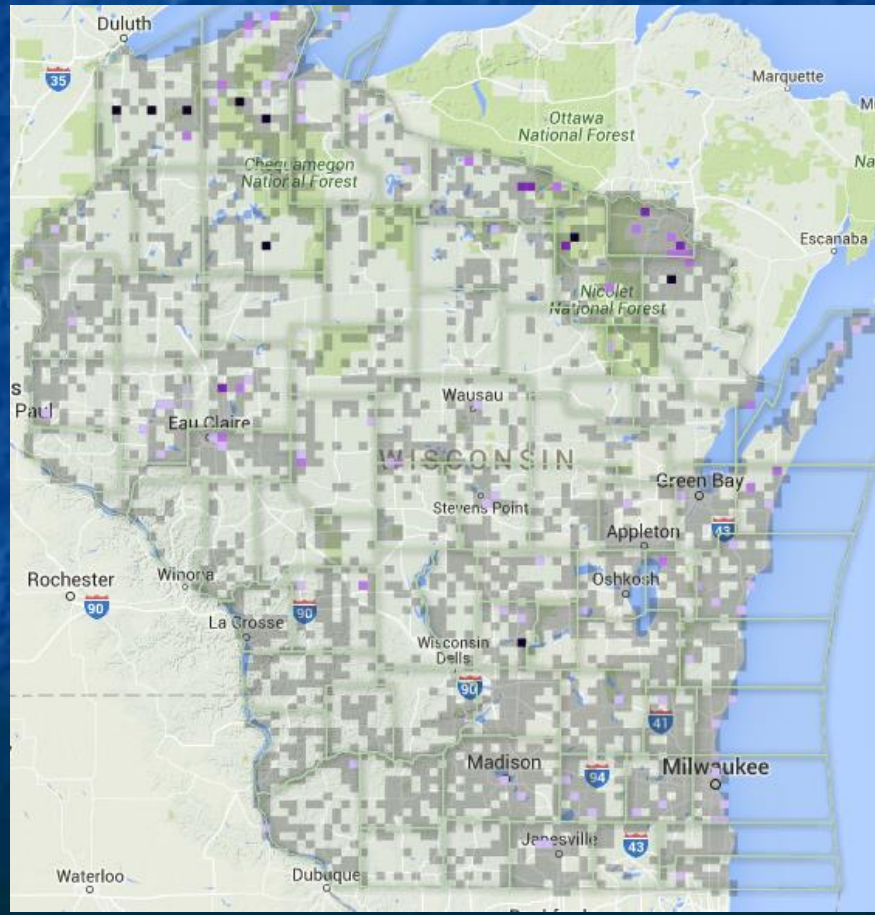 Duluth
35
Marquette
M
Ottawa
National Forest
Na
Chequamegon
National Forest
Escanaba
Nicolet
National Forest
s
Paul
Wausau
Eau Claire
WISCONSIN
Green Bay
Stevens Point
43
Appleton
Rochester
90
Winona
Oshkosh
La Crosse
90
Wisconsin
Dells
90
41
Madison
94
Milwaukee
Janesville
43
Waterloo
Dubuque